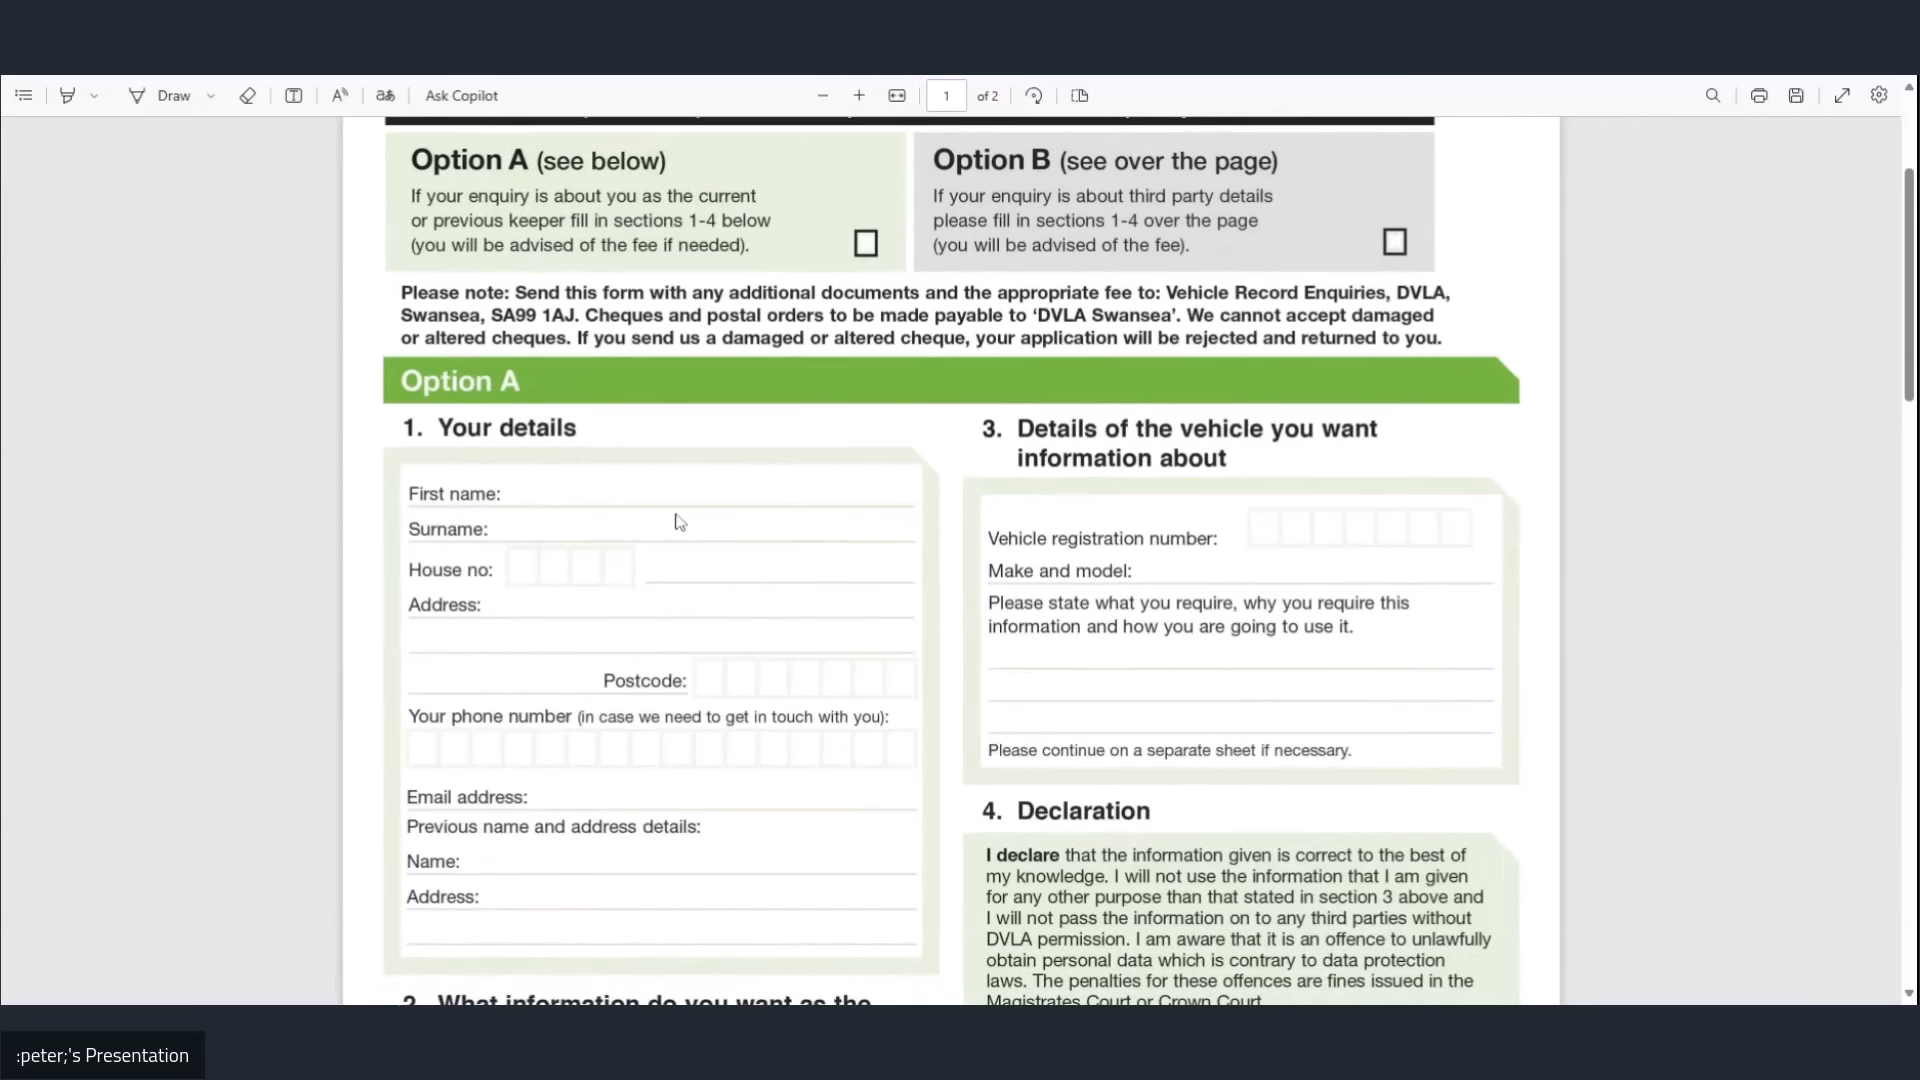 Draw
Ask Copilot
1
of 2
Option A (see below)
If your enquiry is about you as the current
or previous keeper fill in sections 1-4 below
(you will be advised of the fee if needed).
Option B (see over the page)
If your enquiry is about third party details
please fill in sections 1-4 over the page
(you will be advised of the fee).
Please note: Send this form with any additional documents and the appropriate fee to: Vehicle Record Enquiries, DVLA,
Swansea, SA99 1AJ. Cheques and postal orders to be made payable to ‘DVLA Swansea’. We cannot accept damaged
or altered cheques. If you send us a damaged or altered cheque, your application will be rejected and returned to you.
Option A
1. Your details
First name:
Surname:
House no:
Address:
Postcode:
Your phone number (in case we need to get in touch with you):
Email address:
Previous name and address details:
Name:
Address:
2. What information do you want as the
3. Details of the vehicle you want
information about
Vehicle registration number:
Make and model:
Please state what you require, why you require this
information and how you are going to use it.
Please continue on a separate sheet if necessary.
4. Declaration
I declare that the information given is correct to the best of
my knowledge. I will not use the information that I am given
for any other purpose than that stated in section 3 above and
I will not pass the information on to any third parties without
DVLA permission. I am aware that it is an offence to unlawfully
obtain personal data which is contrary to data protection
laws. The penalties for these offences are fines issued in the
Magistrates Court or Crown Court
:peter;'s Presentation